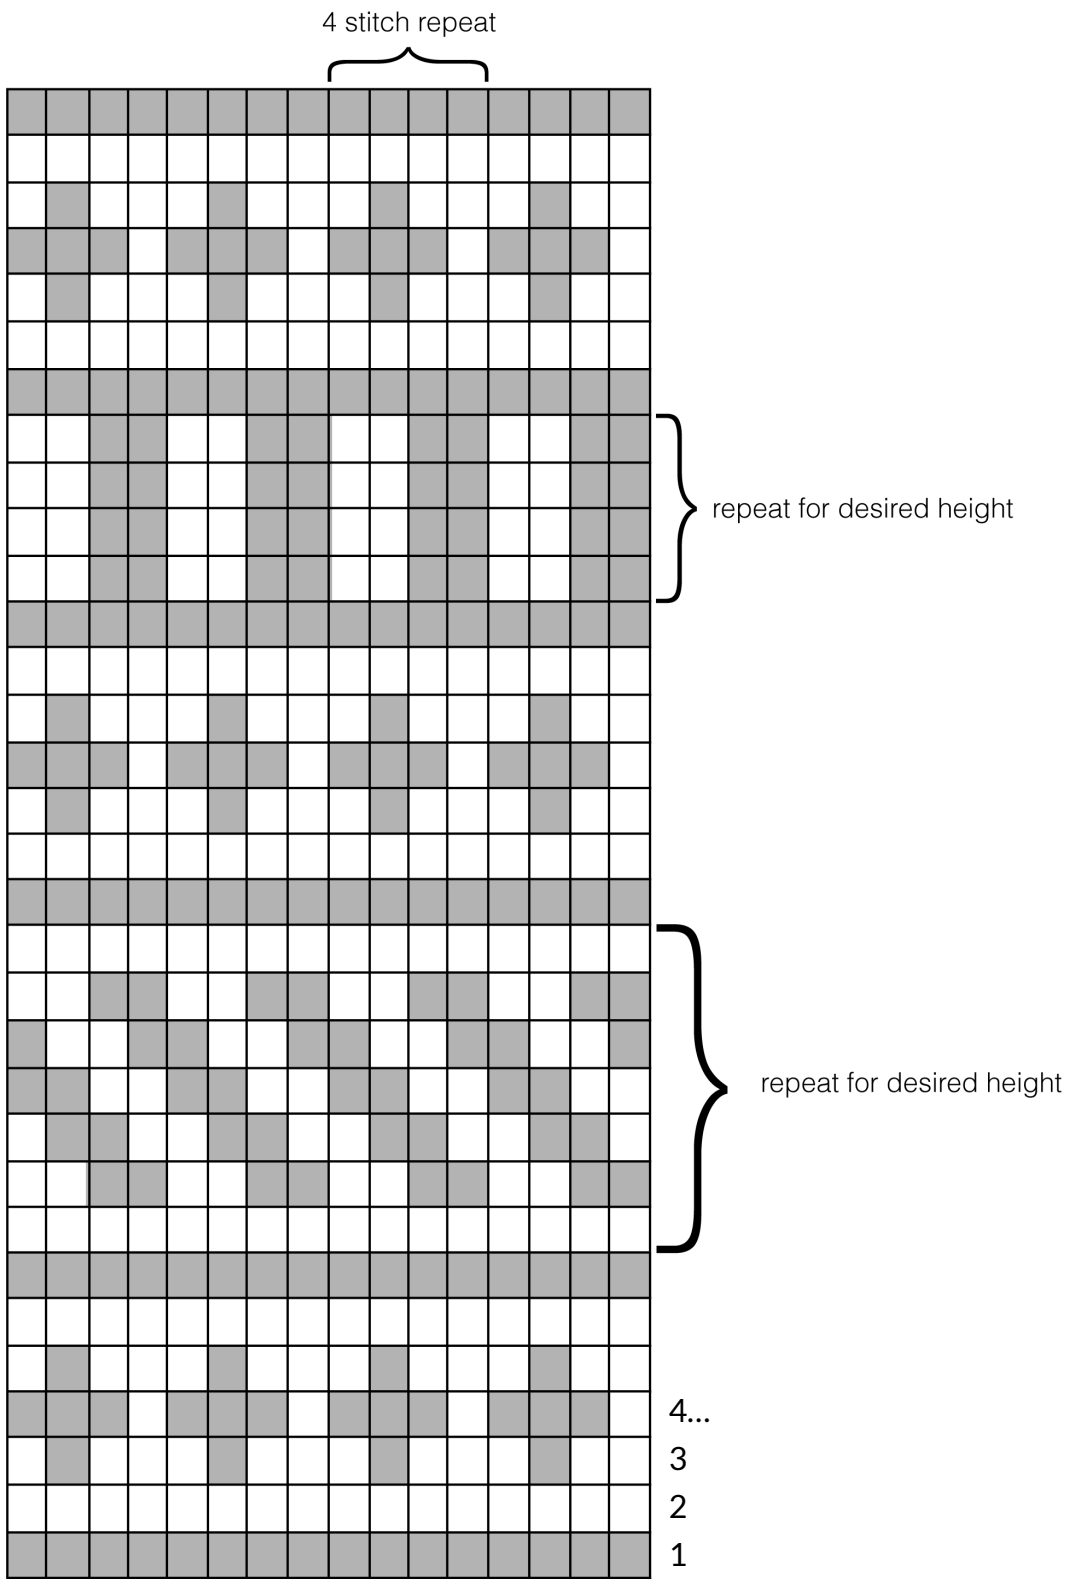 4 stitch repeat
repeat for desired height
repeat for desired height
4...
3
2
1